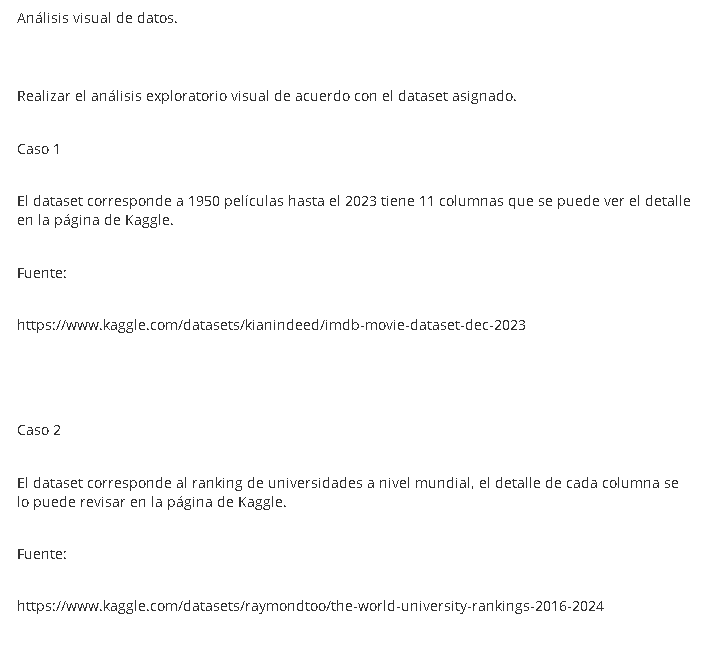 Análisis visual de datos.
Realizar el análisis exploratorio visual de acuerdo con el dataset asignado.
Caso 1
El dataset corresponde a 1950 películas hasta el 2023 tiene 11 columnas que se puede ver el detalle
en la página de Kaggle.
Fuente:
https://www.kaggle.com/datasets/kianindeed/imdb-movie-dataset-dec-2023
Caso 2
El dataset corresponde al ranking de universidades a nivel mundial, el detalle de cada columna se
lo puede revisar en la página de Kaggle.
Fuente:
https://www.kaggle.com/datasets/raymondtoo/the-world-university-rankings-2016-2024